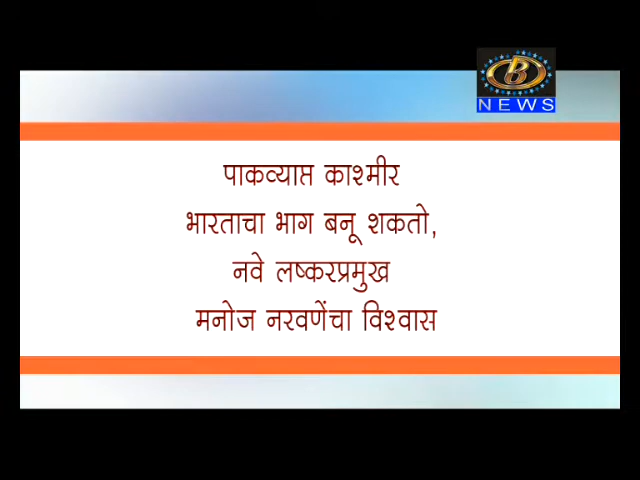 B
NEWS
पाकव्याप्त काश्मीर
भारताचा भाग बनू शकतो,
नवे लष्करप्रमुख
मनोज नरवणेंचा विश्वास